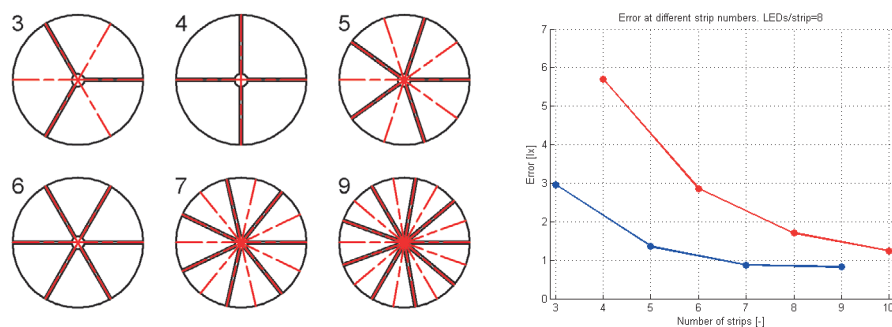 3 4 5
6 7 9
Error at different strip numbers. LEDs/strip=8
Error [lx]
7
6
5
4
3
2
1
0
3 4 5 6 7 8 9 10
Number of strips [-]